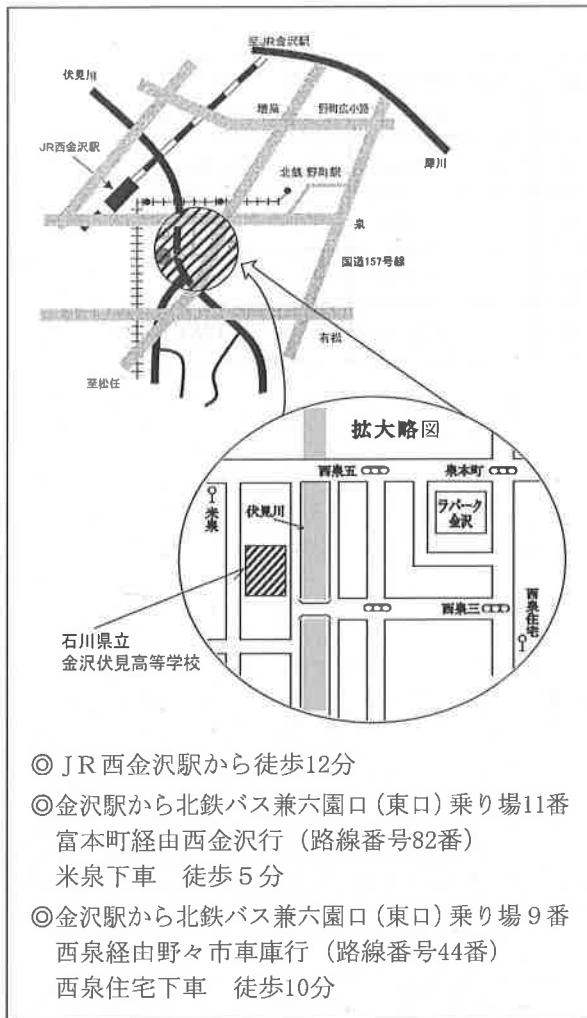 至JR金沢駅
伏見川
増泉
野町広小路
JR西金沢駅
犀川
北鉄 野町駅
泉
国道157号線
有松
至松任
拡大略図
西泉五
泉本町
米泉
伏見川
ラパーク
金沢
西泉三
西泉住宅
石川県立
金沢伏見高等学校
◎JR西金沢駅から徒歩12分
◎金沢駅から北鉄バス兼六園口(東口)乗り場11番
富本町経由西金沢行 (路線番号82番)
米泉下車 徒歩5分
◎金沢駅から北鉄バス兼六園口(東口)乗り場9番
西泉経由野々市車庫行 (路線番号44番)
西泉住宅下車 徒歩10分